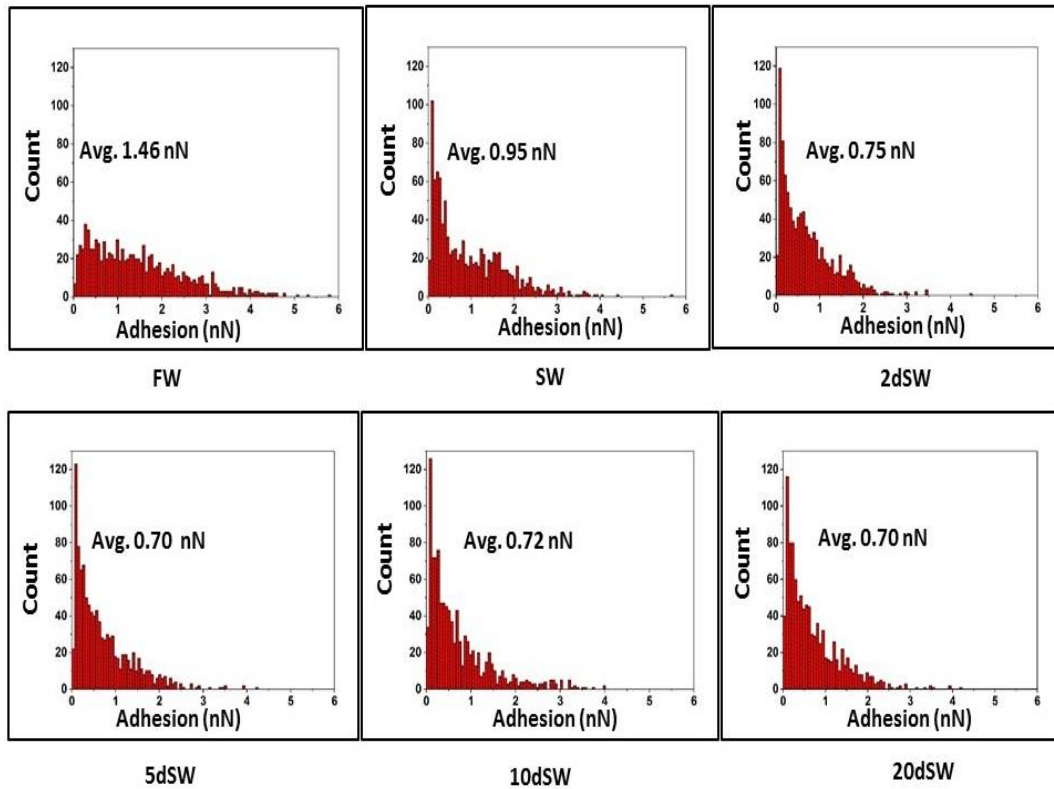 120
100
80
60
40
20
0
Count
Avg. 1.46 nN
0 1 2 3 4 5 6
Adhesion (nN)
FW
120
100
80
60
40
20
0
Count
Avg. 0.95 nN
0 1 2 3 4 5 6
Adhesion (nN)
SW
120
100
80
60
40
20
0
Count
Avg. 0.75 nN
0 1 2 3 4 5 6
Adhesion (nN)
2dSW
120
100
80
60
40
20
0
Count
Avg. 0.70 nN
0 1 2 3 4 5 6
Adhesion (nN)
5dSW
120
100
80
60
40
20
0
Count
Avg. 0.72 nN
0 1 2 3 4 5 6
Adhesion (nN)
10dSW
120
100
80
60
40
20
0
Count
Avg. 0.70 nN
0 1 2 3 4 5 6
Adhesion (nN)
20dSW